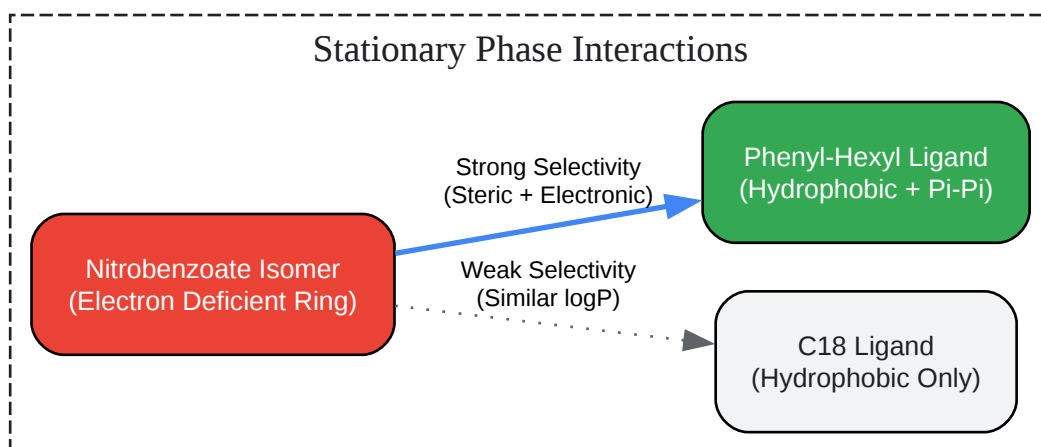 Stationary Phase Interactions
Phenyl-Hexyl Ligand
(Hydrophobic + Pi-Pi)
Strong Selectivity
(Steric + Electronic)
Nitrobenzoate Isomer
(Electron Deficient Ring)
Weak Selectivity
(Similar logP)
C18 Ligand
(Hydrophobic Only)